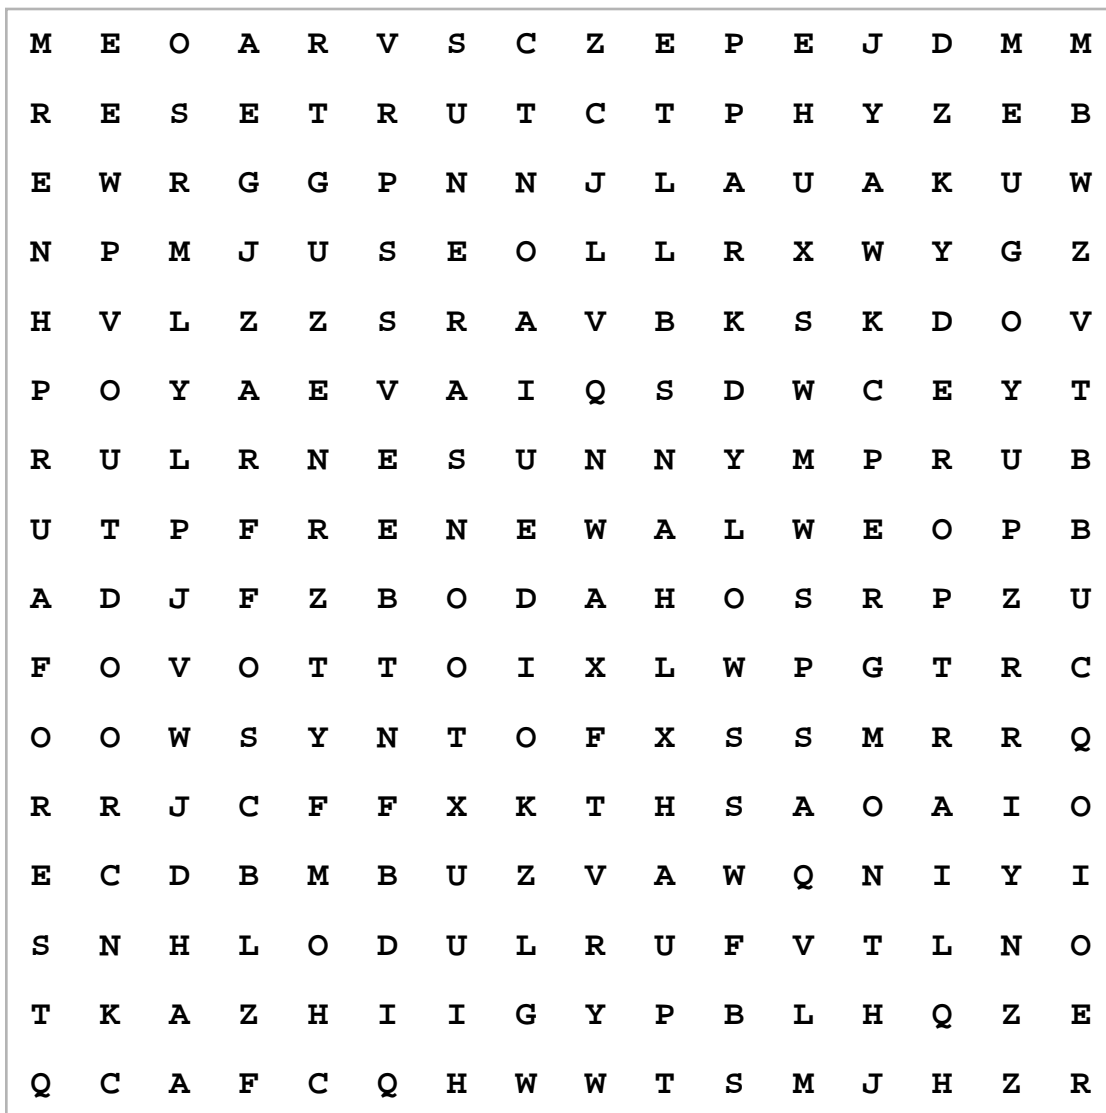 M E O A R V S C Z E P E J D M M
R E S E T R U T C T P H Y Z E B
E W R G G P N N J L A U A K U W
N P M J U S E O L L R X W Y G Z
H V L Z Z S R A V B K S K D O V
P O Y A E V A I Q S D W C E Y T
R U L R N E S U N N Y M P R U B
U T P F R E N E W A L W E O P B
A D J F Z B O D A H O S R P Z U
F O V O T T O I X L W P G T R C
O O W S Y N T O F X S S M R R Q
R R J C F F X K T H S A O A I O
E C D B M B U Z V A W Q N I Y I
S N H L O D U L R U F V T L N O
T K A Z H I I G Y P B L H Q Z E
Q C A F C Q H W W T S M J H Z R